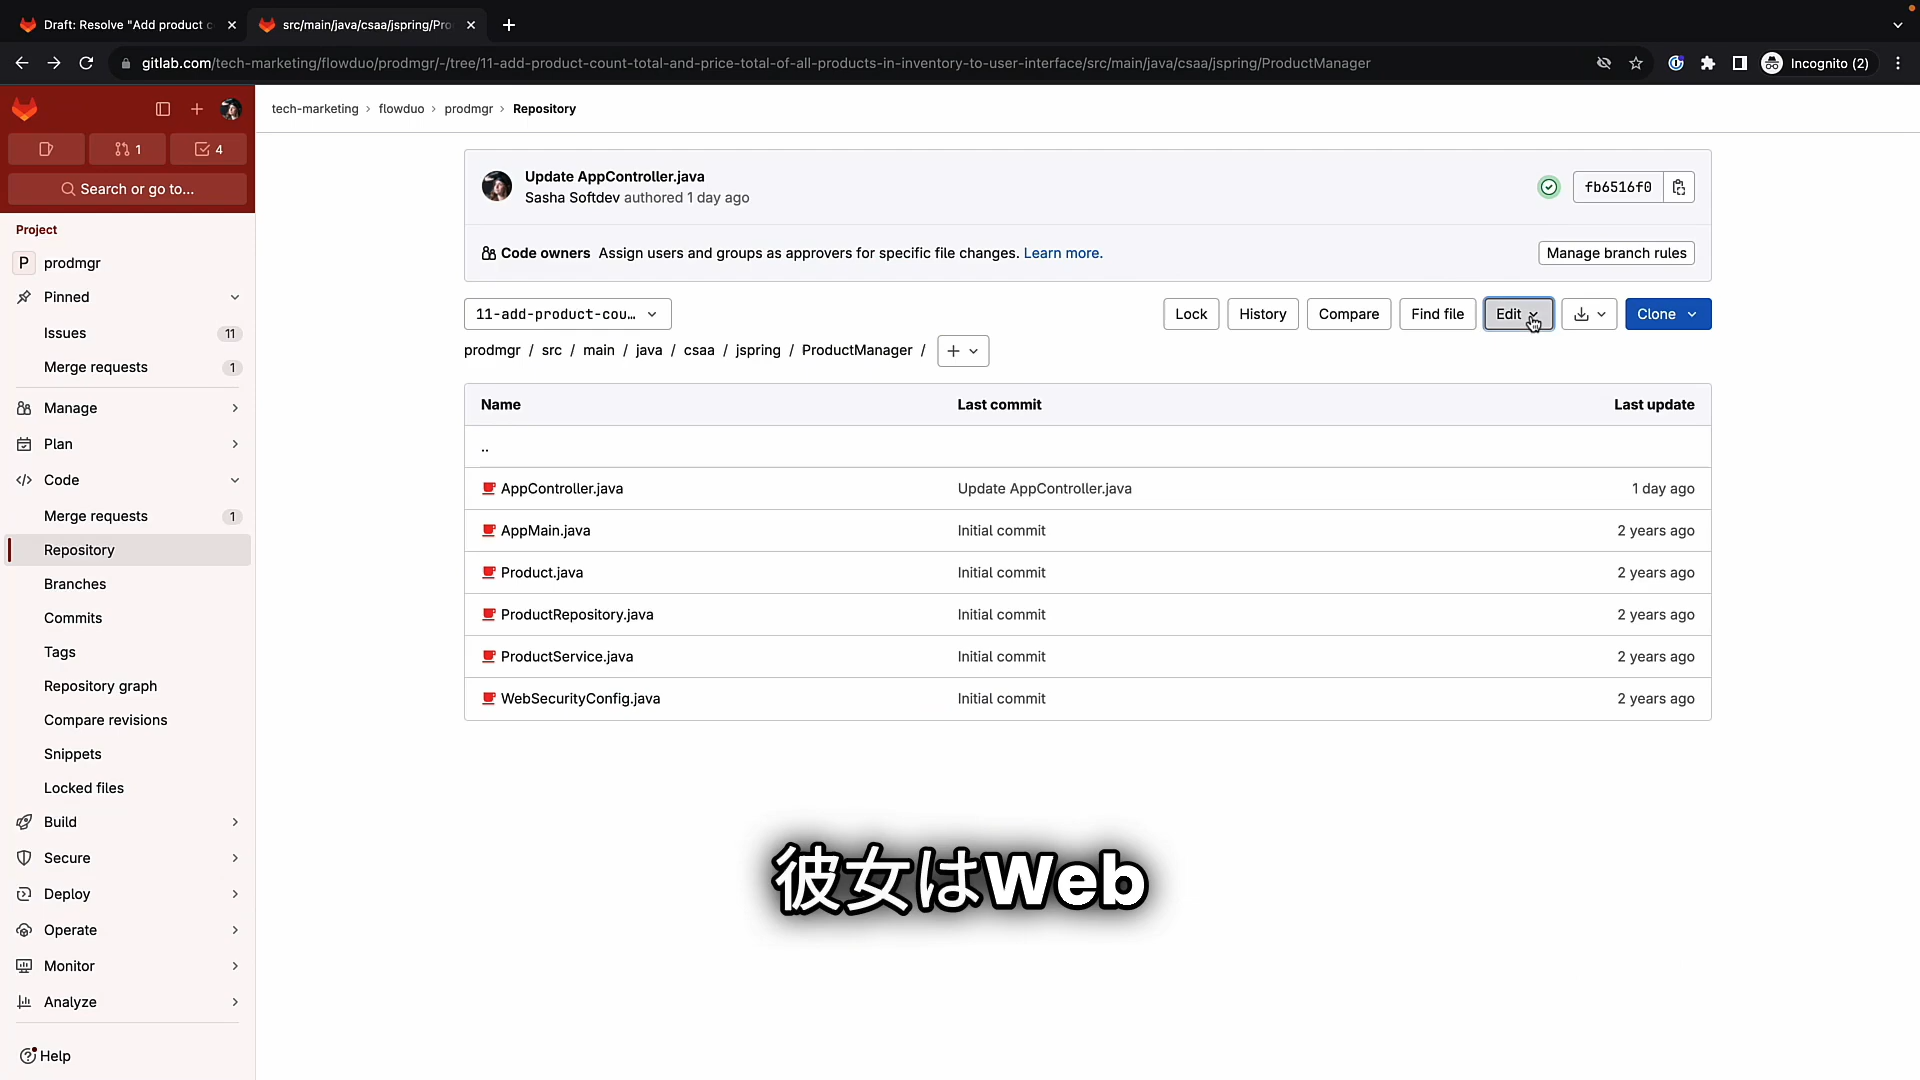 Draft: Resolve "Add product c
src/main/java/csaa/jspring/Pro
gitlab.com/tech-marketing/flowduo/prodmgr/-/tree/11-add-product-count-total-and-price-total-of-all-products-in-inventory-to-user-interface/src/main/java/csaa/jspring/ProductManager
Incognito (2)
1
4
Search or go to...
Project
P prodmgr
Pinned
Issues 11
Merge requests 1
Manage
Plan
Code
Merge requests 1
Repository
Branches
Commits
Tags
Repository graph
Compare revisions
Snippets
Locked files
Build
Secure
Deploy
Operate
Monitor
Analyze
Help
tech-marketing › flowduo › prodmgr › Repository
Update AppController.java
Sasha Softdev authored 1 day ago
fb6516f0
Code owners Assign users and groups as approvers for specific file changes. Learn more.
Manage branch rules
11-add-product-cou…
Lock History Compare Find file Edit Clone
prodmgr / src / main / java / csaa / jspring / ProductManager / +
Name Last commit Last update
..
AppController.java Update AppController.java 1 day ago
AppMain.java Initial commit 2 years ago
Product.java Initial commit 2 years ago
ProductRepository.java Initial commit 2 years ago
ProductService.java Initial commit 2 years ago
WebSecurityConfig.java Initial commit 2 years ago
彼女はWeb